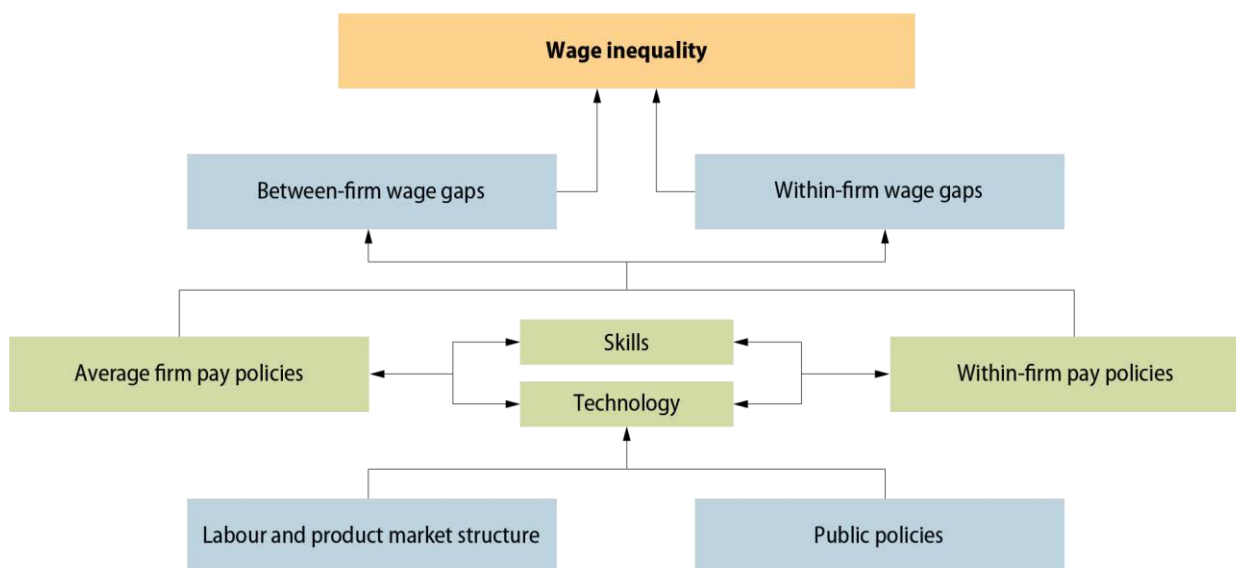 Wage inequality
Between-firm wage gaps
Within-firm wage gaps
Skills
Average firm pay policies
Within-firm pay policies
Technology
Labour and product market structure
Public policies